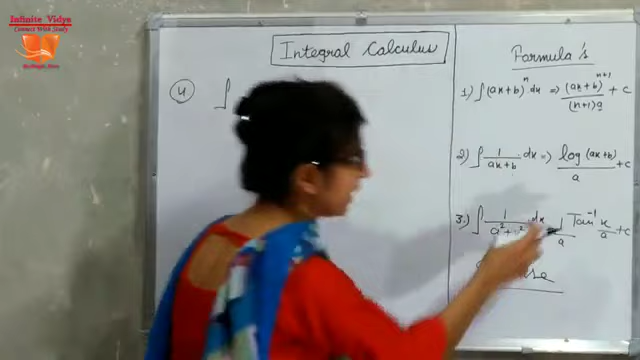 Infinite Vidya
Connect With Study
Integral Calculus
Formula's
4 ∫
1) ∫(ax+b)^n dx => (ax+b)^(n+1)/((n+1)a) + c
2) ∫ 1/(ax+b) dx => log(ax+b)/a + c
3.) ∫ 1/(a²+ dx 1/a Tan⁻¹ x/a + c